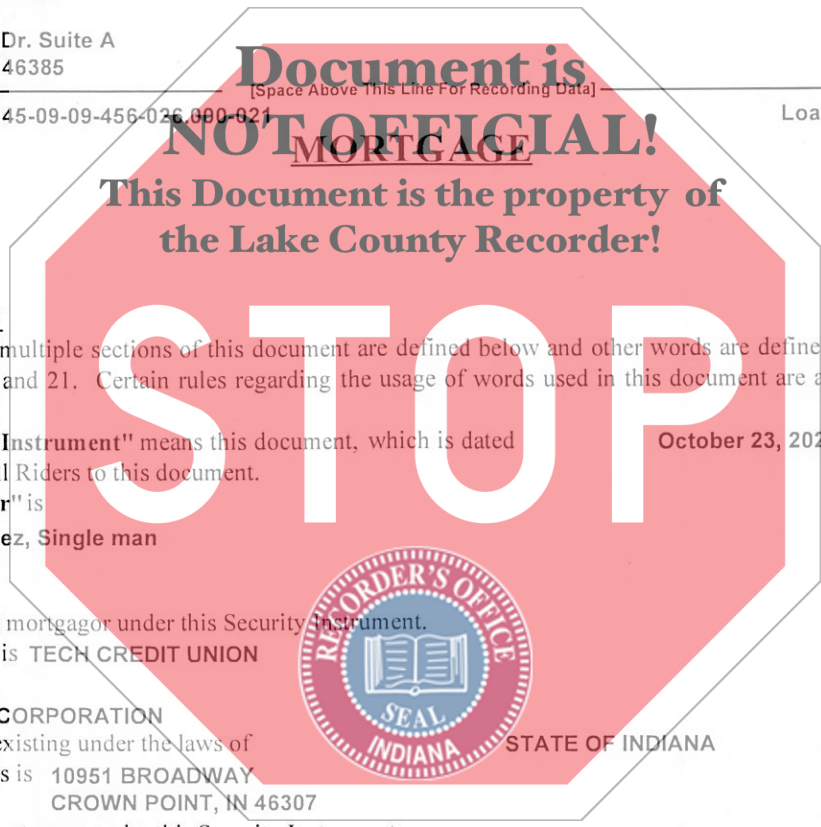 Dr. Suite A
46385
Document is
[Space Above This Line For Recording Data]
45-09-09-456-026.000-021
Loa
NOT OFFICIAL!
MORTGAGE
This Document is the property of
the Lake County Recorder!
STOP
multiple sections of this document are defined below and other words are define
and 21. Certain rules regarding the usage of words used in this document are a
Instrument" means this document, which is dated October 23, 202
l Riders to this document.
r" is
ez, Single man
mortgagor under this Security Instrument.
is TECH CREDIT UNION
CORPORATION
existing under the laws of STATE OF INDIANA
s is 10951 BROADWAY
CROWN POINT, IN 46307
RECORDER'S OFFICE
SEAL
INDIANA